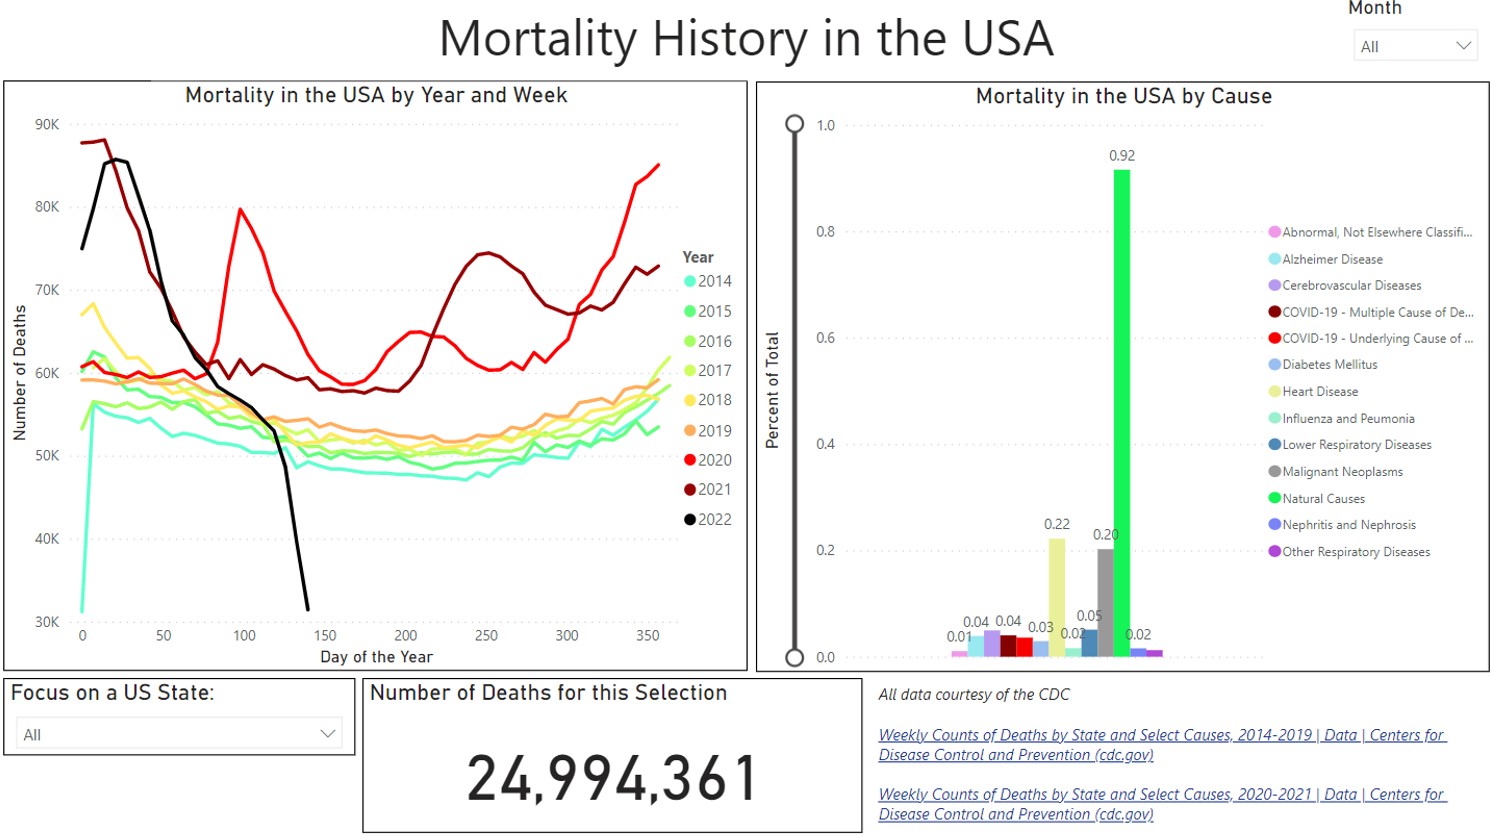 Mortality History in the USA
Month
All
Mortality in the USA by Year and Week
90K
80K
70K
60K
50K
40K
30K
Number of Deaths
0 50 100 150 200 250 300 350
Day of the Year
Year
2014
2015
2016
2017
2018
2019
2020
2021
2022
Mortality in the USA by Cause
1.0
0.8
0.6
0.4
0.2
0.0
Percent of Total
0.01
0.04
0.04
0.03
0.22
0.02
0.05
0.20
0.92
0.02
Abnormal, Not Elsewhere Classifi...
Alzheimer Disease
Cerebrovascular Diseases
COVID-19 - Multiple Cause of De...
COVID-19 - Underlying Cause of ...
Diabetes Mellitus
Heart Disease
Influenza and Peumonia
Lower Respiratory Diseases
Malignant Neoplasms
Natural Causes
Nephritis and Nephrosis
Other Respiratory Diseases
Focus on a US State:
All
Number of Deaths for this Selection
24,994,361
All data courtesy of the CDC
Weekly Counts of Deaths by State and Select Causes, 2014-2019 | Data | Centers for
Disease Control and Prevention (cdc.gov)
Weekly Counts of Deaths by State and Select Causes, 2020-2021 | Data | Centers for
Disease Control and Prevention (cdc.gov)